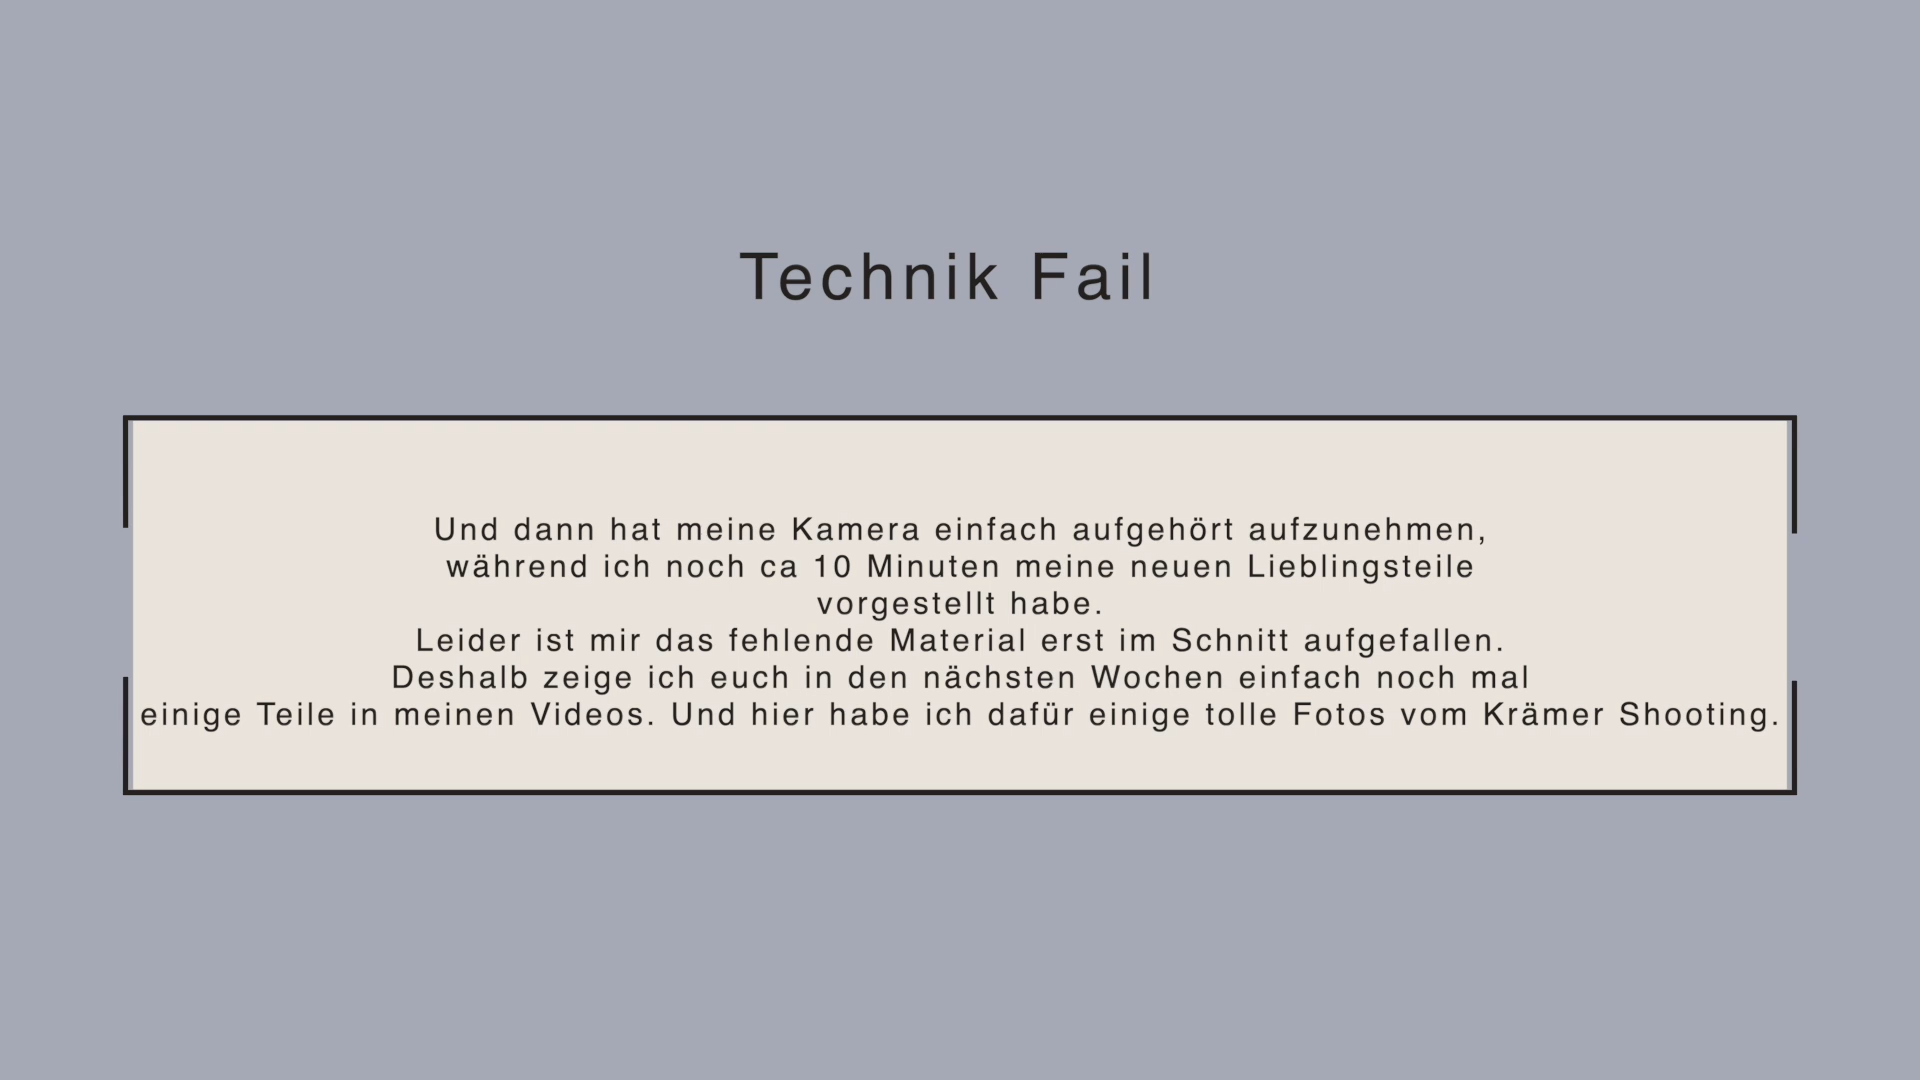 Technik Fail
Und dann hat meine Kamera einfach aufgehört aufzunehmen,
während ich noch ca 10 Minuten meine neuen Lieblingsteile
vorgestellt habe.
Leider ist mir das fehlende Material erst im Schnitt aufgefallen.
Deshalb zeige ich euch in den nächsten Wochen einfach noch mal
einige Teile in meinen Videos. Und hier habe ich dafür einige tolle Fotos vom Krämer Shooting.